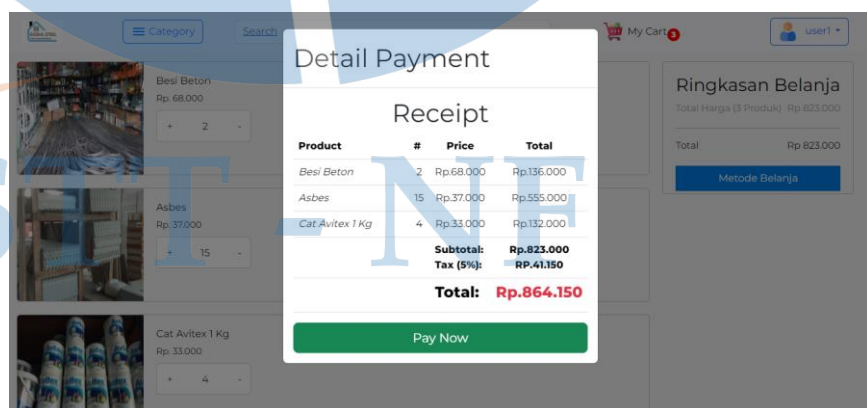 Category
Search
My Cart 3
user1
Besi Beton
Rp. 68.000
+ 2 -
Asbes
Rp. 37.000
+ 15 -
Cat Avitex 1 Kg
Rp. 33.000
+ 4 -
Detail Payment
Receipt
Product # Price Total
Besi Beton 2 Rp.68.000 Rp.136.000
Asbes 15 Rp.37.000 Rp.555.000
Cat Avitex 1 Kg 4 Rp.33.000 Rp.132.000
Subtotal: Rp.823.000
Tax (5%): RP.41.150
Total: Rp.864.150
Pay Now
Ringkasan Belanja
Total Harga (3 Produk) Rp 823.000
Total Rp 823.000
Metode Belanja
STT - NF